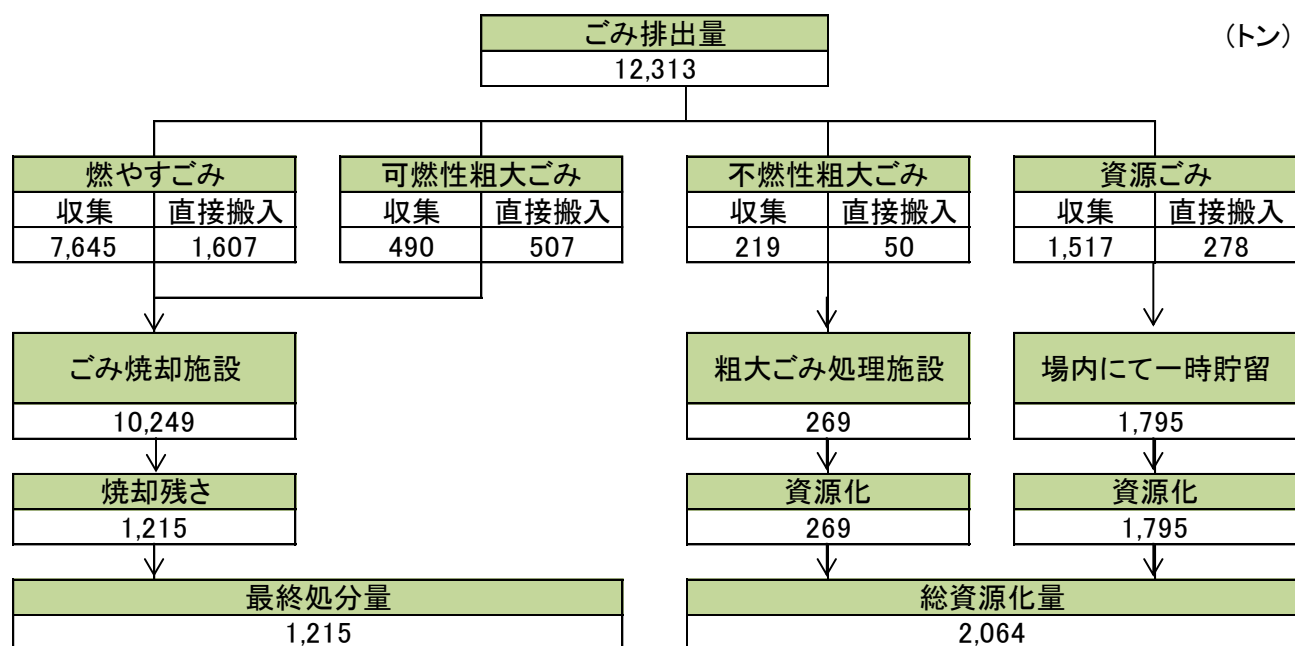 ごみ排出量
(トン)
12,313
燃やすごみ 可燃性粗大ごみ 不燃性粗大ごみ 資源ごみ
収集 直接搬入 収集 直接搬入 収集 直接搬入 収集 直接搬入
7,645 1,607 490 507 219 50 1,517 278
ごみ焼却施設 粗大ごみ処理施設 場内にて一時貯留
10,249 269 1,795
焼却残さ 資源化 資源化
1,215 269 1,795
最終処分量 総資源化量
1,215 2,064